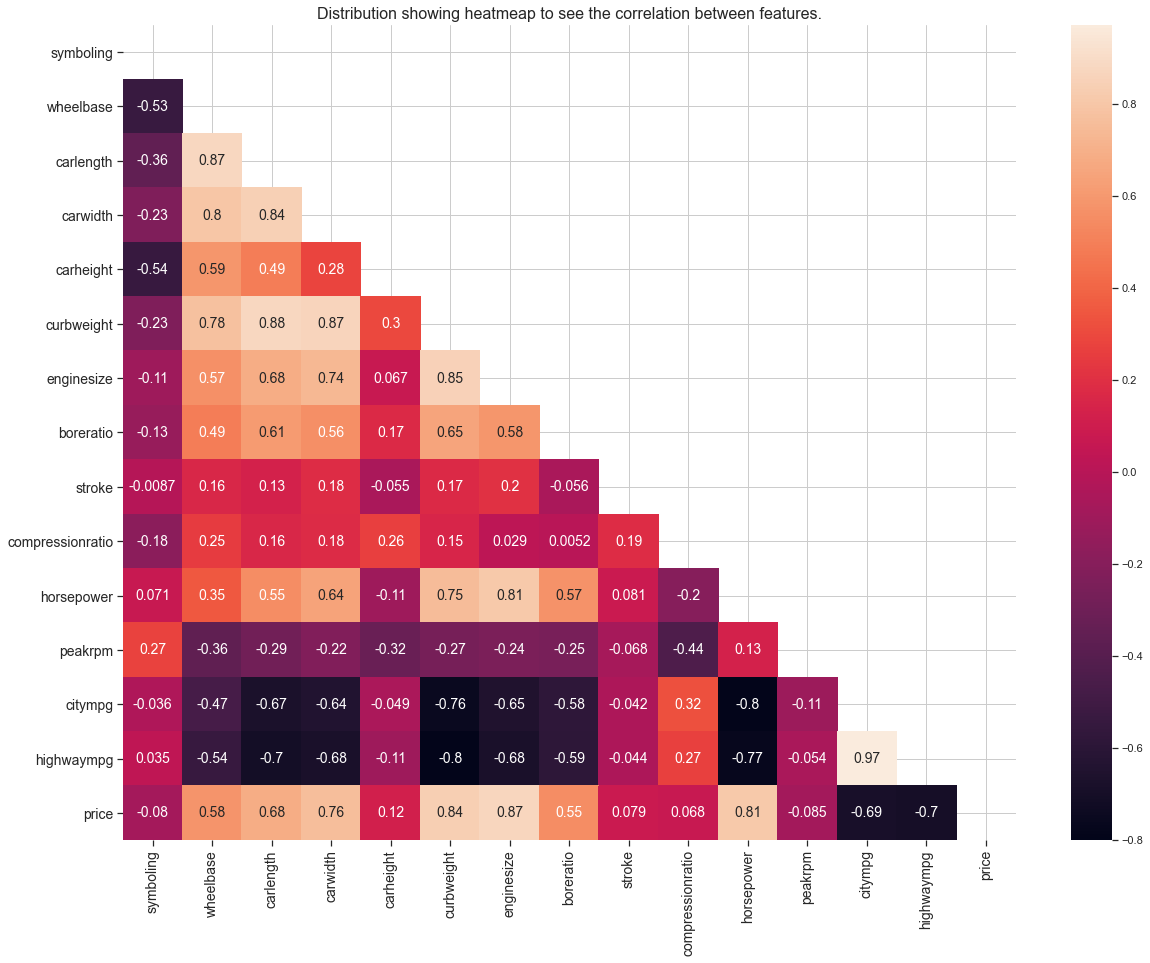 Distribution showing heatmeap to see the correlation between features.
symboling
wheelbase -0.53
carlength -0.36 0.87
carwidth -0.23 0.8 0.84
carheight -0.54 0.59 0.49 0.28
curbweight -0.23 0.78 0.88 0.87 0.3
enginesize -0.11 0.57 0.68 0.74 0.067 0.85
boreratio -0.13 0.49 0.61 0.56 0.17 0.65 0.58
stroke -0.0087 0.16 0.13 0.18 -0.055 0.17 0.2 -0.056
compressionratio -0.18 0.25 0.16 0.18 0.26 0.15 0.029 0.0052 0.19
horsepower 0.071 0.35 0.55 0.64 -0.11 0.75 0.81 0.57 0.081 -0.2
peakrpm 0.27 -0.36 -0.29 -0.22 -0.32 -0.27 -0.24 -0.25 -0.068 -0.44 0.13
citympg -0.036 -0.47 -0.67 -0.64 -0.049 -0.76 -0.65 -0.58 -0.042 0.32 -0.8 -0.11
highwaympg 0.035 -0.54 -0.7 -0.68 -0.11 -0.8 -0.68 -0.59 -0.044 0.27 -0.77 -0.054 0.97
price -0.08 0.58 0.68 0.76 0.12 0.84 0.87 0.55 0.079 0.068 0.81 -0.085 -0.69 -0.7
symboling wheelbase carlength carwidth carheight curbweight enginesize boreratio stroke compressionratio horsepower peakrpm citympg highwaympg price
0.8
0.6
0.4
0.2
0.0
−0.2
−0.4
−0.6
−0.8